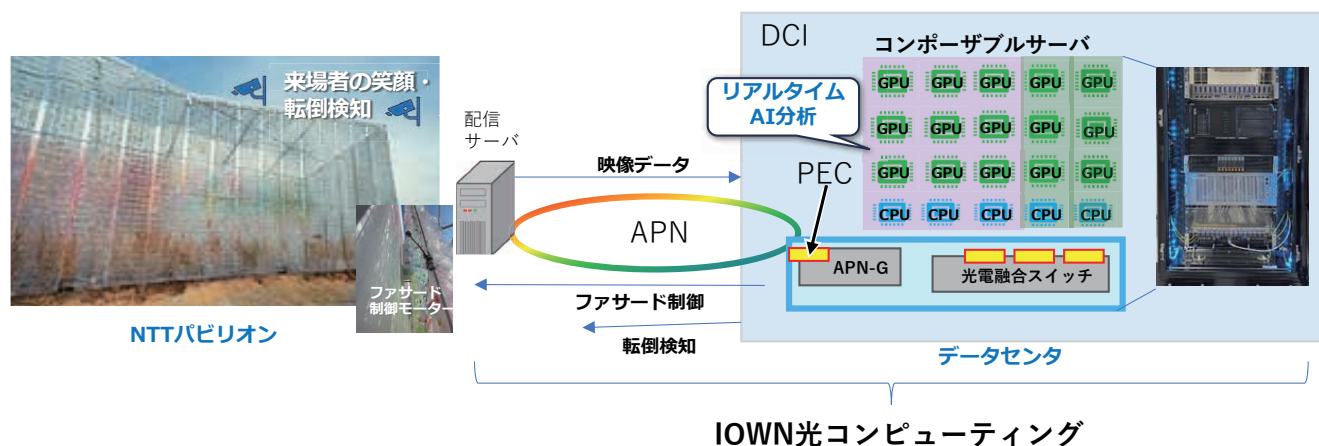 来場者の笑顔・
転倒検知
ファサード
制御モーター
NTTパビリオン
配信
サーバ
映像データ
APN
ファサード制御
転倒検知
DCI
コンポーザブルサーバ
リアルタイム
AI分析
GPU GPU GPU GPU GPU
GPU GPU GPU GPU GPU
GPU GPU GPU GPU GPU
CPU CPU CPU CPU CPU
PEC
APN-G
光電融合スイッチ
データセンタ
IOWN光コンピューティング